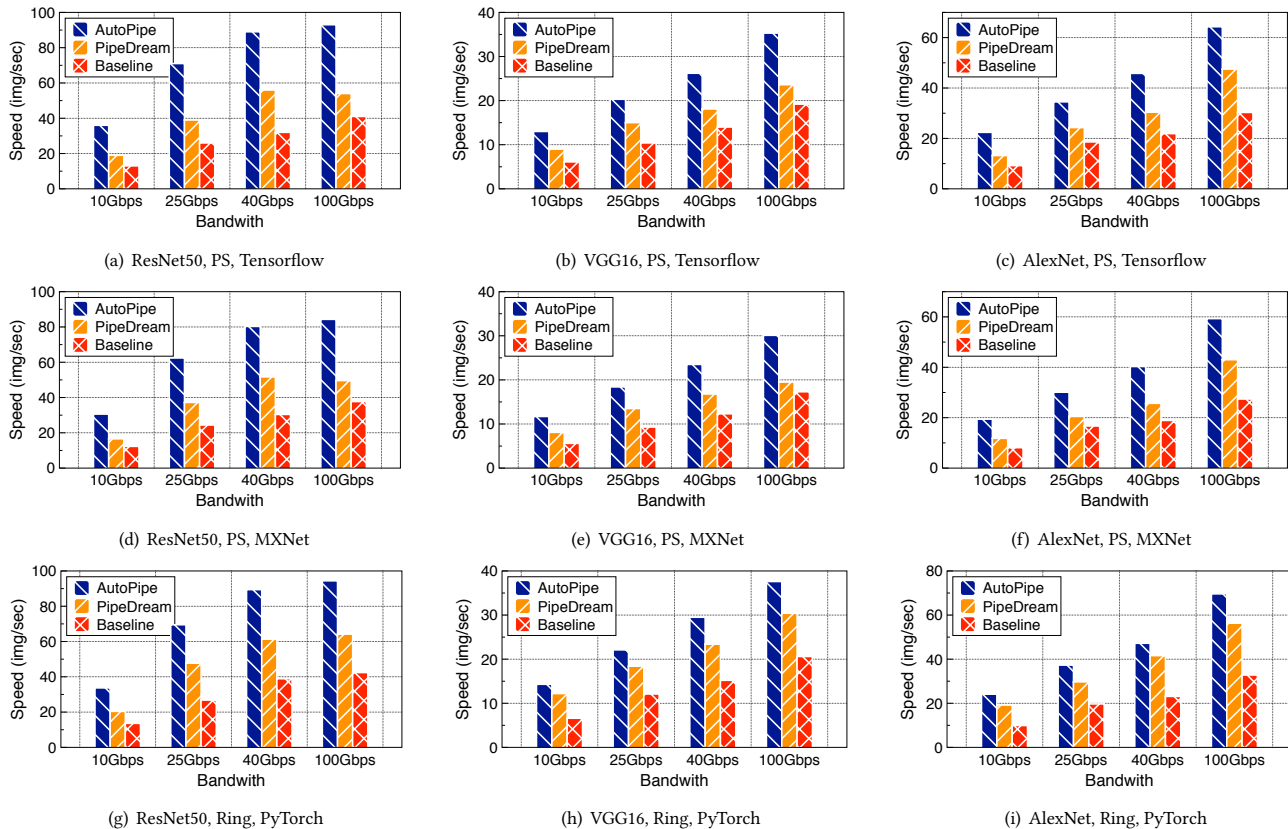 100
80
60
40
20
0
Speed (img/sec)
AutoPipe
PipeDream
Baseline
10Gbps 25Gbps 40Gbps 100Gbps
Bandwith
(a) ResNet50, PS, Tensorflow
40
30
20
10
0
Speed (img/sec)
AutoPipe
PipeDream
Baseline
10Gbps 25Gbps 40Gbps 100Gbps
Bandwith
(b) VGG16, PS, Tensorflow
60
40
20
0
Speed (img/sec)
AutoPipe
PipeDream
Baseline
10Gbps 25Gbps 40Gbps 100Gbps
Bandwith
(c) AlexNet, PS, Tensorflow
100
80
60
40
20
0
Speed (img/sec)
AutoPipe
PipeDream
Baseline
10Gbps 25Gbps 40Gbps 100Gbps
Bandwith
(d) ResNet50, PS, MXNet
40
30
20
10
0
Speed (img/sec)
AutoPipe
PipeDream
Baseline
10Gbps 25Gbps 40Gbps 100Gbps
Bandwith
(e) VGG16, PS, MXNet
60
40
20
0
Speed (img/sec)
AutoPipe
PipeDream
Baseline
10Gbps 25Gbps 40Gbps 100Gbps
Bandwith
(f) AlexNet, PS, MXNet
100
80
60
40
20
0
Speed (img/sec)
AutoPipe
PipeDream
Baseline
10Gbps 25Gbps 40Gbps 100Gbps
Bandwith
(g) ResNet50, Ring, PyTorch
40
30
20
10
0
Speed (img/sec)
AutoPipe
PipeDream
Baseline
10Gbps 25Gbps 40Gbps 100Gbps
Bandwith
(h) VGG16, Ring, PyTorch
80
60
40
20
0
Speed (img/sec)
AutoPipe
PipeDream
Baseline
10Gbps 25Gbps 40Gbps 100Gbps
Bandwith
(i) AlexNet, Ring, PyTorch